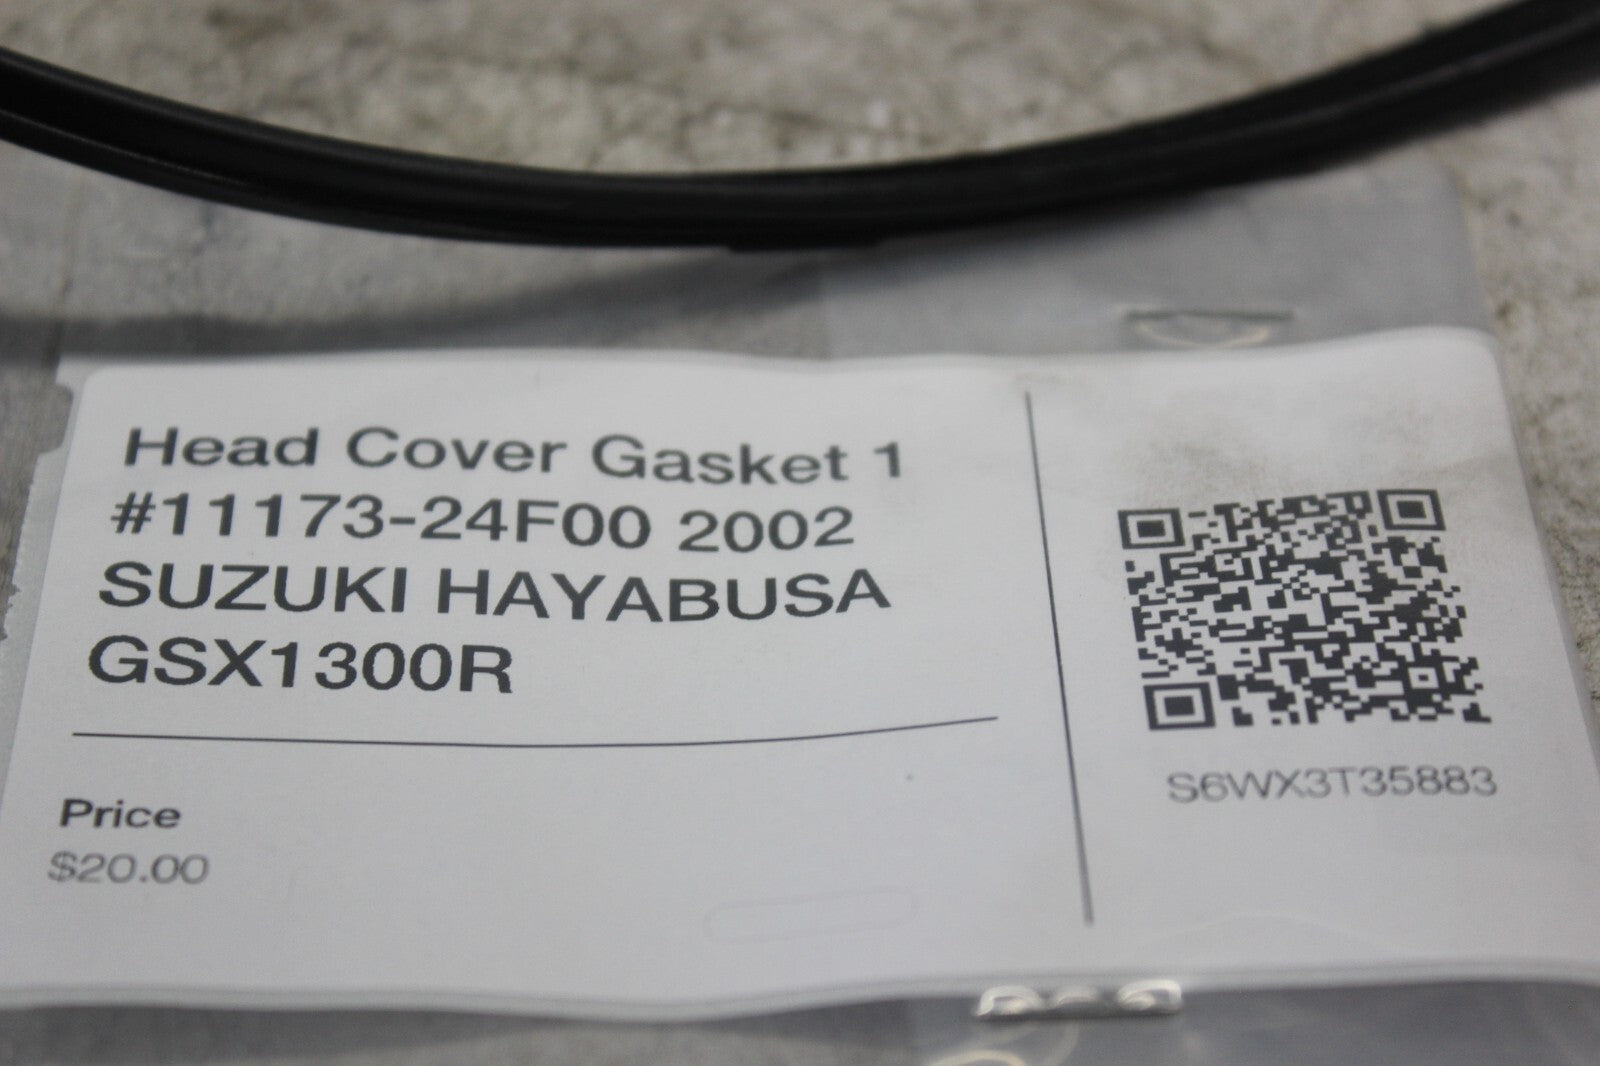 Head Cover Gasket 1
#11173-24F00 2002
SUZUKI HAYABUSA
GSX1300R
Price
$20.00
S6WX3T35883